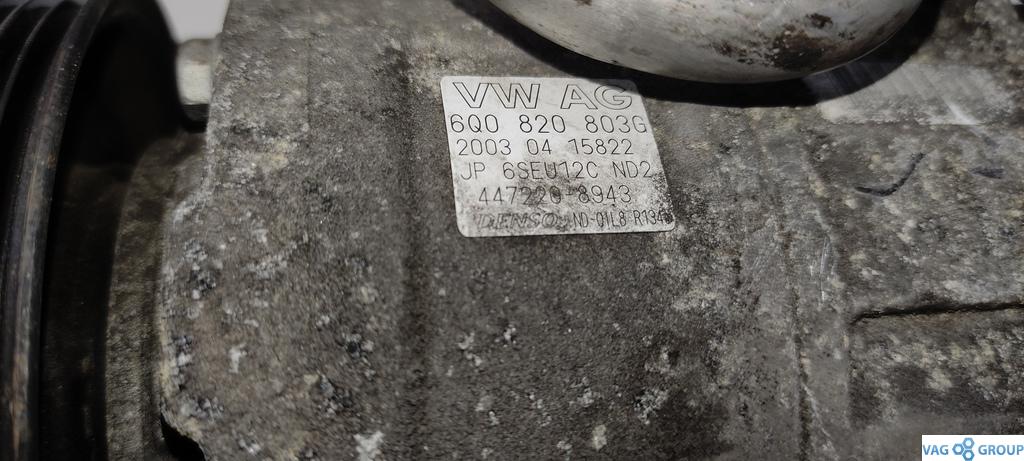 VW AG
6Q0 820 803G
2003 04 15822
JP 6SEU12C ND2
447220-8943
DENSO ND-OIL8 R134a
VAG GROUP